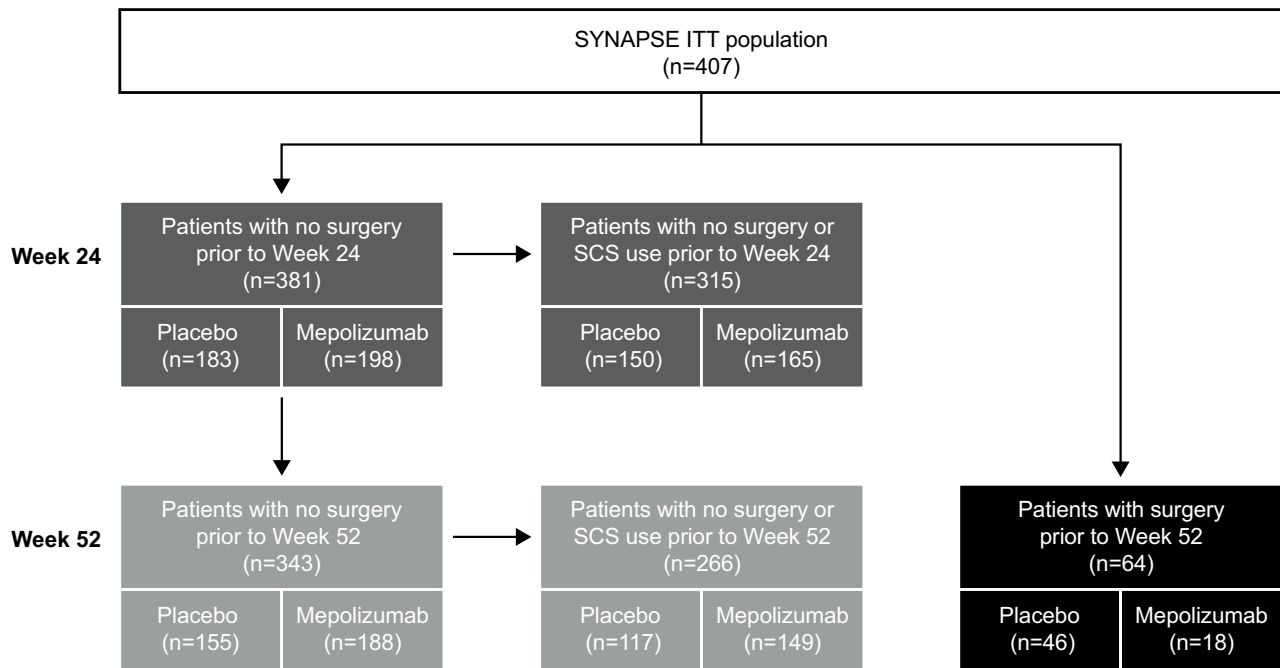 SYNAPSE ITT population
(n=407)
Week 24
Patients with no surgery
prior to Week 24
(n=381)
Placebo
(n=183)
Mepolizumab
(n=198)
Patients with no surgery or
SCS use prior to Week 24
(n=315)
Placebo
(n=150)
Mepolizumab
(n=165)
Week 52
Patients with no surgery
prior to Week 52
(n=343)
Placebo
(n=155)
Mepolizumab
(n=188)
Patients with no surgery or
SCS use prior to Week 52
(n=266)
Placebo
(n=117)
Mepolizumab
(n=149)
Patients with surgery
prior to Week 52
(n=64)
Placebo
(n=46)
Mepolizumab
(n=18)